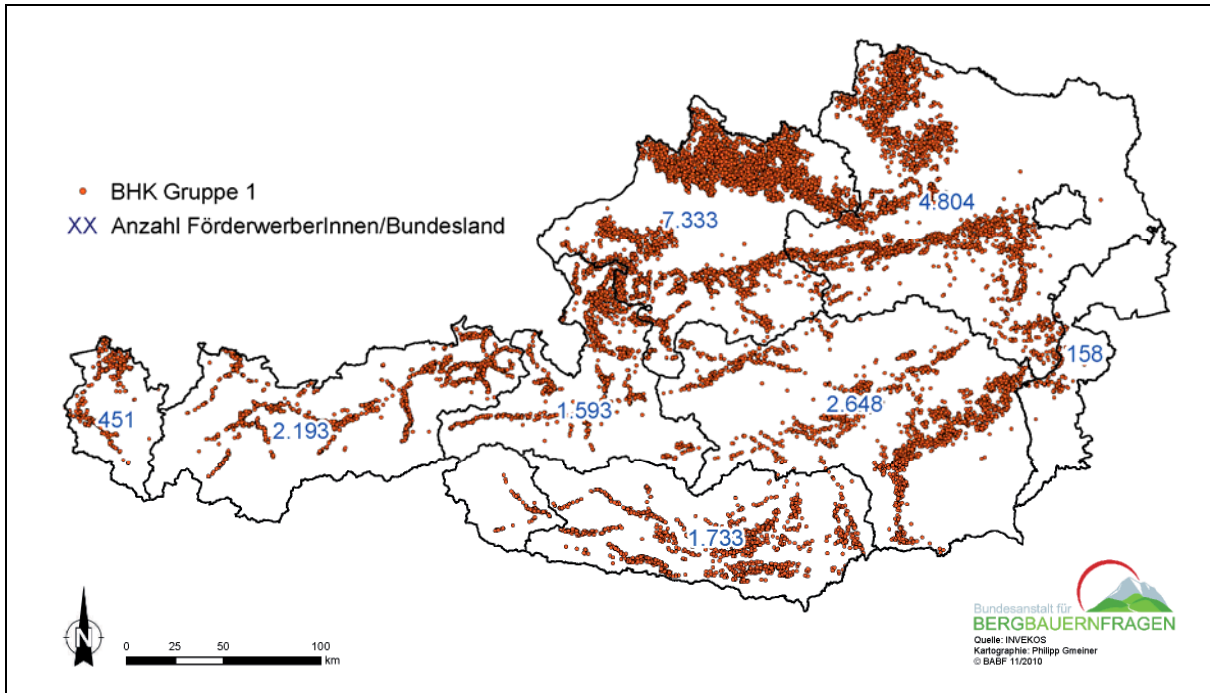 BHK Gruppe 1
XX Anzahl FörderwerberInnen/Bundesland
7.333
4.804
158
451
2.193
1.593
2.648
1.733
N
0 25 50 100
km
Bundesanstalt für
BERGBAUERNFRAGEN
Quelle: INVEKOS
Kartographie: Philipp Gmeiner
© BABF 11/2010